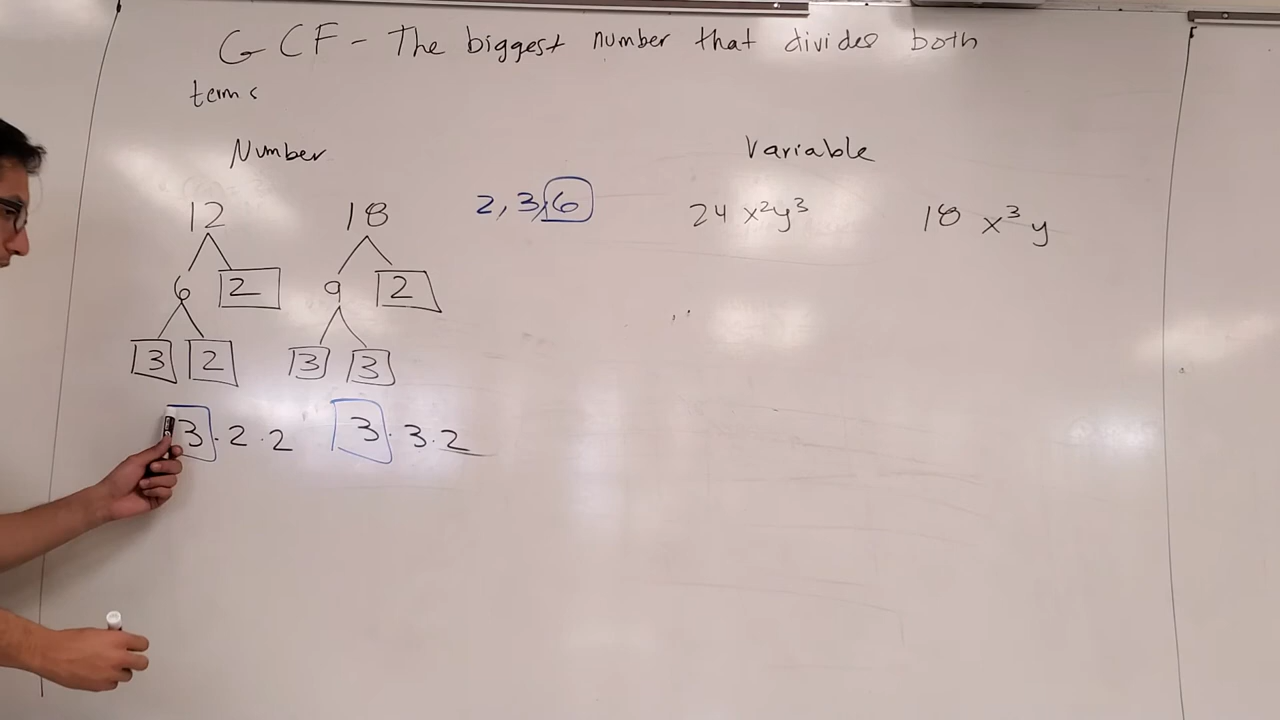 GCF - The biggest number that divides both
terms
Number
Variable
12 18 2, 3, 6 24 x²y³ 18 x³y
6 2 9 2
3 2 3 3
3·2·2 3·3·2